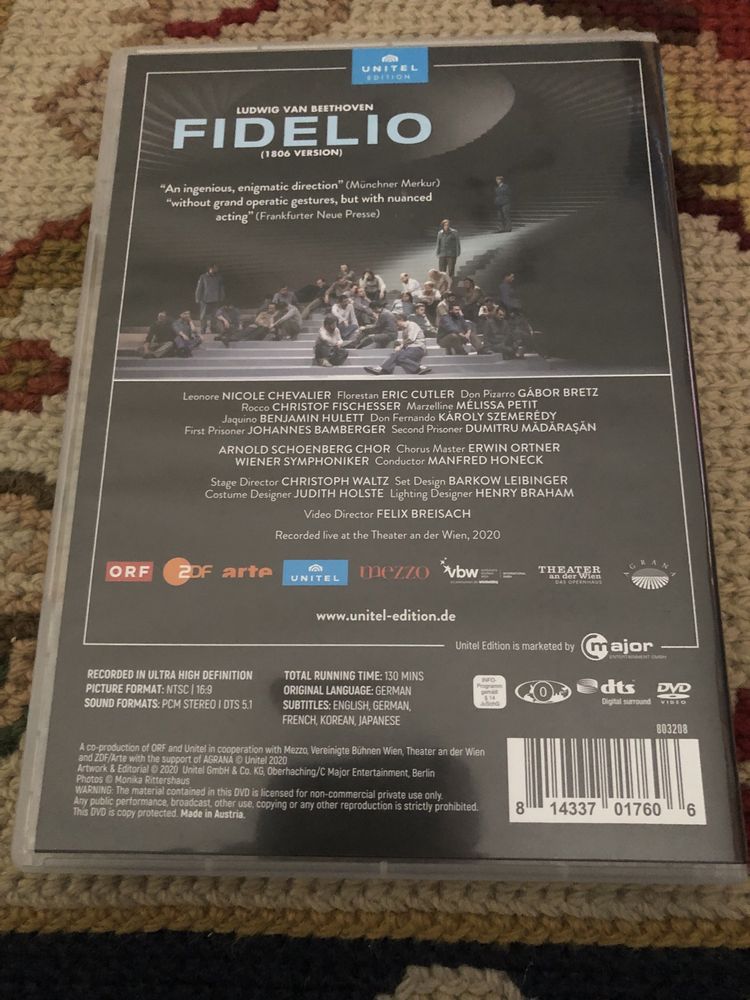 UNITEL
EDITION
LUDWIG VAN BEETHOVEN
FIDELIO
(1806 VERSION)
“An ingenious, enigmatic direction” (Münchner Merkur)
“without grand operatic gestures, but with nuanced
acting” (Frankfurter Neue Presse)
Leonore NICOLE CHEVALIER Florestan ERIC CUTLER Don Pizarro GÁBOR BRETZ
Rocco CHRISTOF FISCHESSER Marzelline MÉLISSA PETIT
Jaquino BENJAMIN HULETT Don Fernando KÁROLY SZEMERÉDY
First Prisoner JOHANNES BAMBERGER Second Prisoner DUMITRU MĂDĂRAŞĂN
ARNOLD SCHOENBERG CHOR Chorus Master ERWIN ORTNER
WIENER SYMPHONIKER Conductor MANFRED HONECK
Stage Director CHRISTOPH WALTZ Set Design BARKOW LEIBINGER
Costume Designer JUDITH HOLSTE Lighting Designer HENRY BRAHAM
Video Director FELIX BREISACH
Recorded live at the Theater an der Wien, 2020
ORF ZDF arte UNITEL mezzo vbw THEATER an der Wien DAS OPERNHAUS AGRANA
www.unitel-edition.de
Unitel Edition is marketed by C major ENTERTAINMENT GMBH
RECORDED IN ULTRA HIGH DEFINITION
PICTURE FORMAT: NTSC | 16:9
SOUND FORMATS: PCM STEREO I DTS 5.1
TOTAL RUNNING TIME: 130 MINS
ORIGINAL LANGUAGE: GERMAN
SUBTITLES: ENGLISH, GERMAN,
FRENCH, KOREAN, JAPANESE
INFO-
Programm
gemäß
§ 14
JuSchG
0
dts
Digital surround
DVD
VIDEO
803208
A co-production of ORF and Unitel in cooperation with Mezzo, Vereinigte Bühnen Wien, Theater an der Wien
and ZDF/Arte with the support of AGRANA © Unitel 2020
Artwork & Editorial © 2020 Unitel GmbH & Co. KG, Oberhaching/C Major Entertainment, Berlin
Photos © Monika Rittershaus
WARNING: The material contained in this DVD is licensed for non-commercial private use only.
Any public performance, broadcast, other use, copying or any other reproduction is strictly prohibited.
This DVD is copy protected. Made in Austria.
8 14337 01760 6